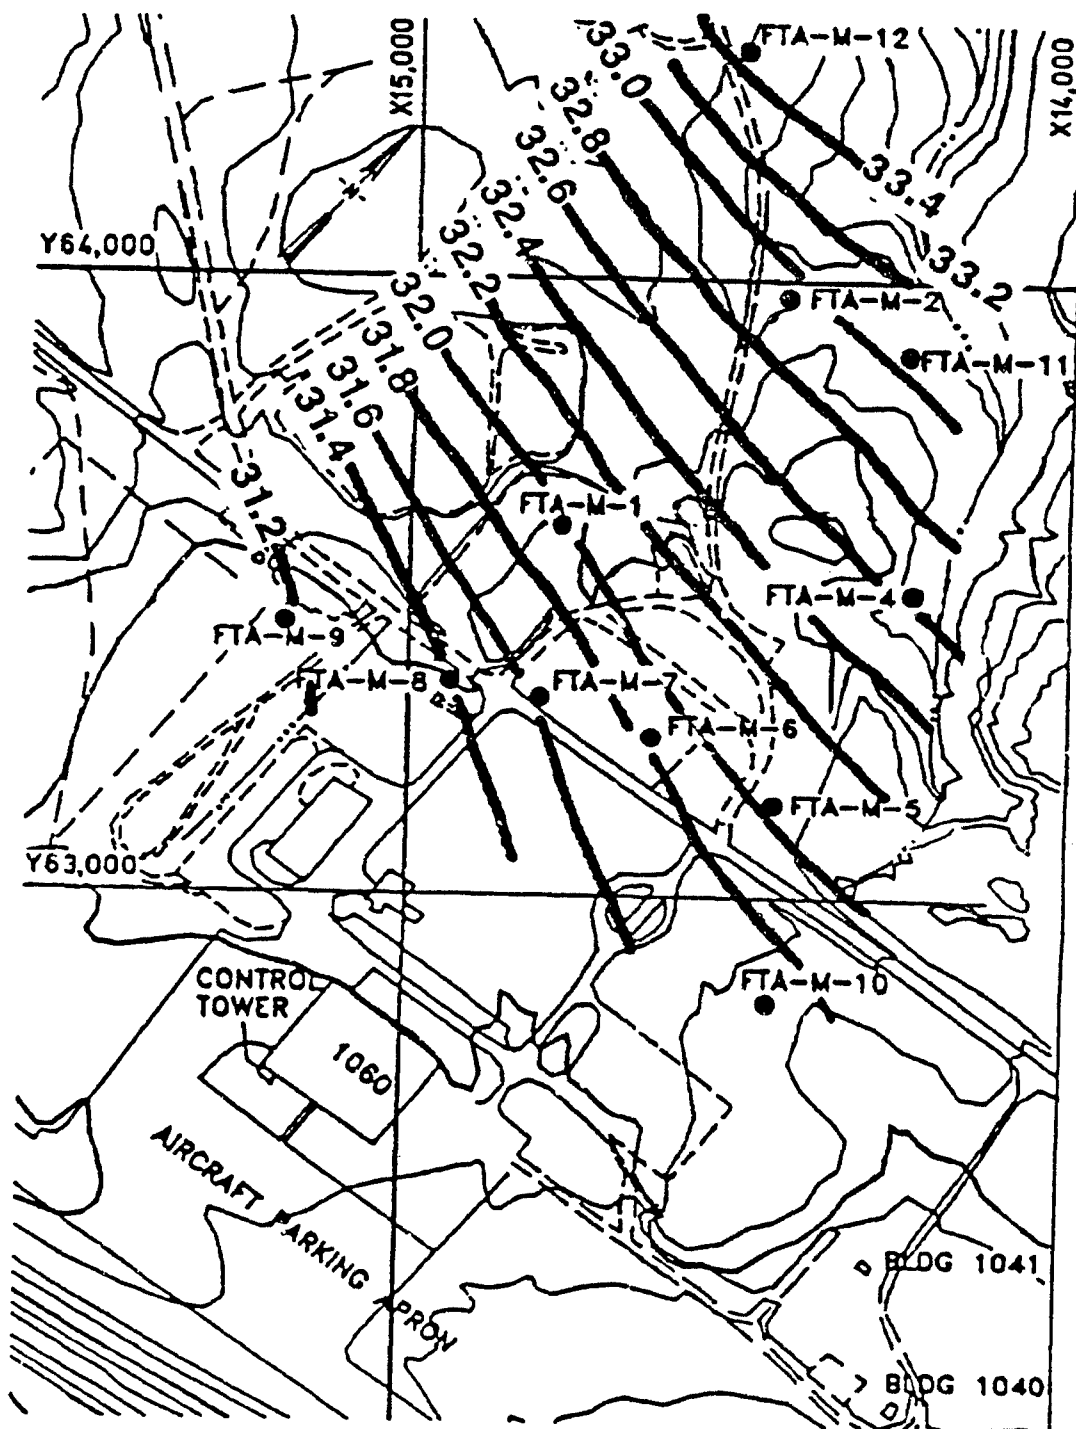 X15,000
X14,000
FTA-M-12
33.0
32.8
32.6
33.4
32.4
N
Y64,000
32.2
33.2
32.0
FTA-M-2
31.8
FTA-M-11
31.6
31.4
31.2
FTA-M-1
FTA-M-4
FTA-M-9
FTA-M-8
FTA-M-7
FTA-M-6
FTA-M-5
Y63,000
CONTROL
TOWER
FTA-M-10
1060
AIRCRAFT PARKING APRON
BLDG 1041
BLDG 1040